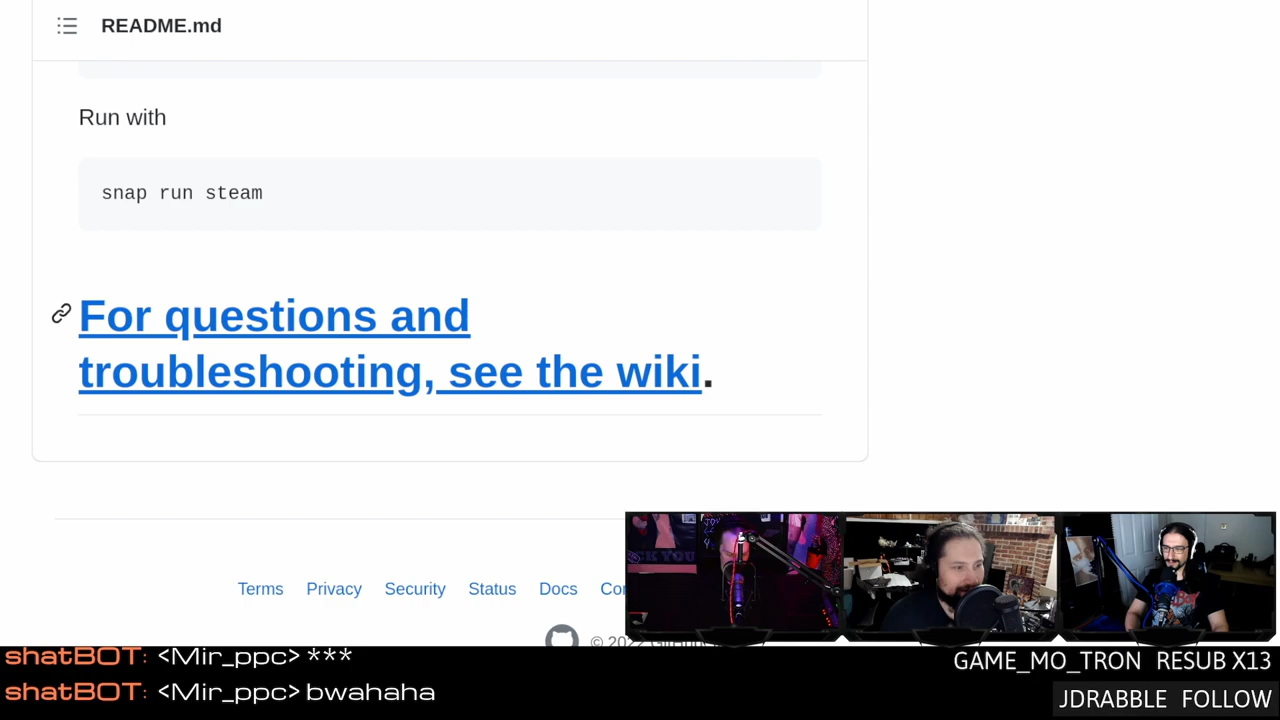 README.md
Run with
snap run steam
For questions and
troubleshooting, see the wiki.
Terms Privacy Security Status Docs
shatBOT: <Mir_ppc> ***
shatBOT: <Mir_ppc> bwahaha
GAME_MO_TRON RESUB X13
JDRABBLE FOLLOW